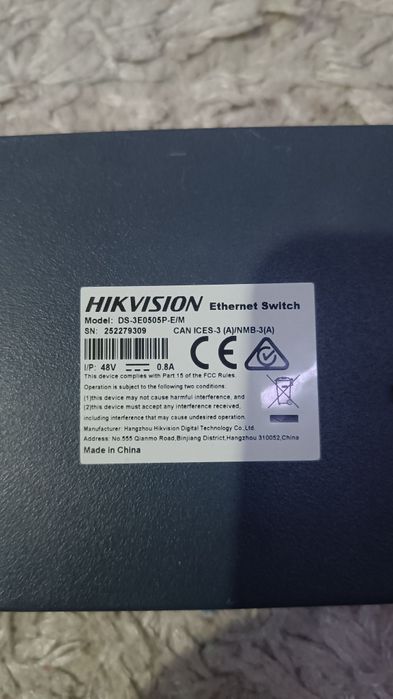 HIKVISION Ethernet Switch
Model: DS-3E0505P-E/M
SN: 252279309 CAN ICES-3 (A)/NMB-3(A)
CE
I/P: 48V 0.8A
This device complies with Part 15 of the FCC Rules.
Operation is subject to the following two conditions.
(1)this device may not cause harmful interference, and
(2)this device must accept any interference received,
including interference that may cause undesired operation.
Manufacturer: Hangzhou Hikvision Digital Technology Co.,Ltd.
Address: No.555 Qianmo Road,Binjiang District,Hangzhou 310052,China
Made in China